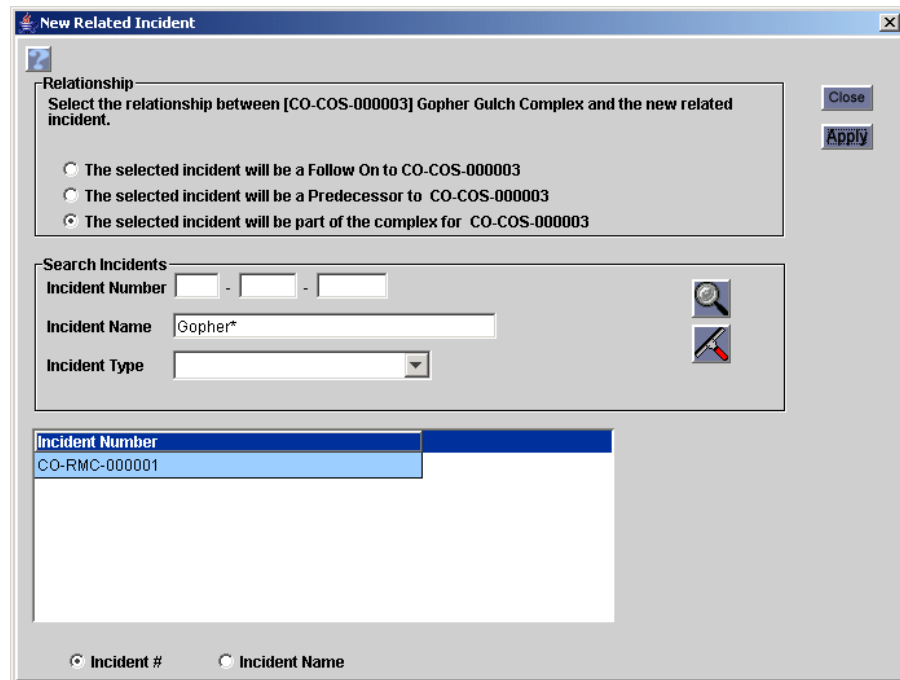 New Related Incident
?
Relationship
Select the relationship between [CO-COS-000003] Gopher Gulch Complex and the new related
incident.
Close
Apply
The selected incident will be a Follow On to CO-COS-000003
The selected incident will be a Predecessor to CO-COS-000003
The selected incident will be part of the complex for CO-COS-000003
Search Incidents
Incident Number - -
Incident Name Gopher*
Incident Type
Incident Number
CO-RMC-000001
Incident # Incident Name